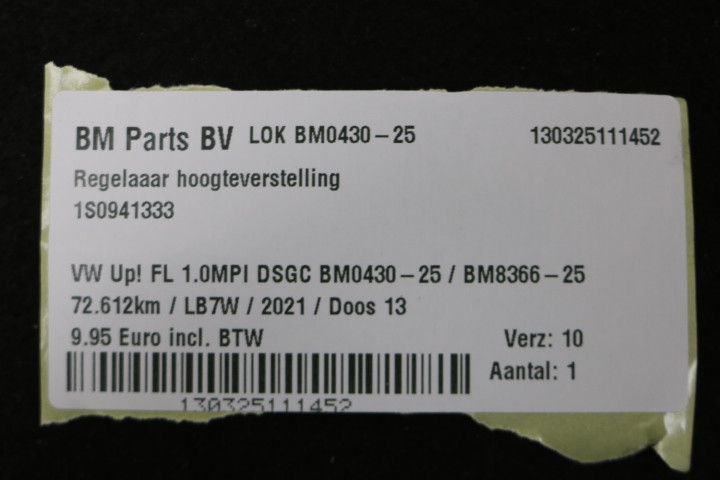 BM Parts BV LOK BM0430-25 130325111452
Regelaaar hoogteverstelling
1S0941333
VW Up! FL 1.0MPI DSGC BM0430-25 / BM8366-25
72.612km / LB7W / 2021 / Doos 13
9.95 Euro incl. BTW Verz: 10
Aantal: 1
130325111452